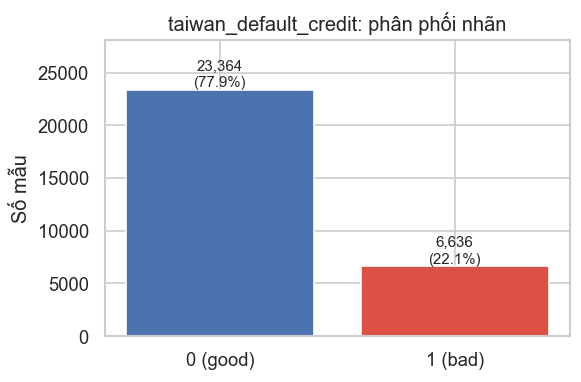 taiwan_default_credit: phân phối nhãn
Số mẫu
25000
20000
15000
10000
5000
0
23,364
(77.9%)
6,636
(22.1%)
0 (good)
1 (bad)